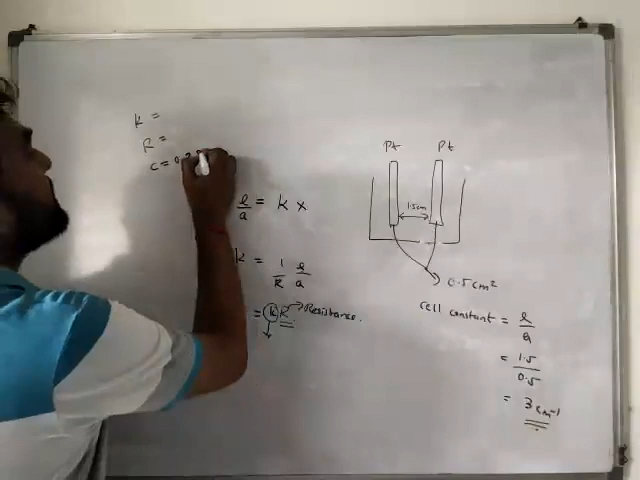 K =
R =
C = 0.
l/a = K x
K = 1/R l/a
= K R → Resistance.
Pt Pt
1.5cm
0.5 cm²
cell constant = l/a
= 1.5/0.5
= 3 cm-1